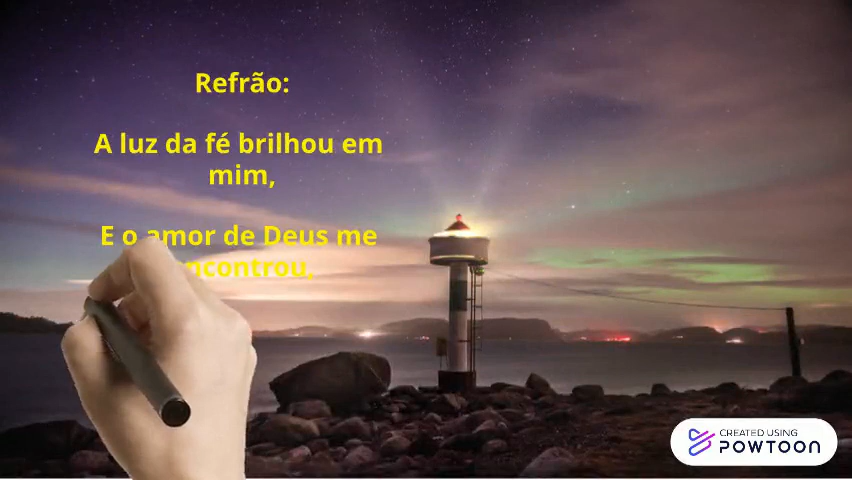 Refrão:
A luz da fé brilhou em
mim,
E o amor de Deus me
encontrou,
CREATED USING
POWTOON